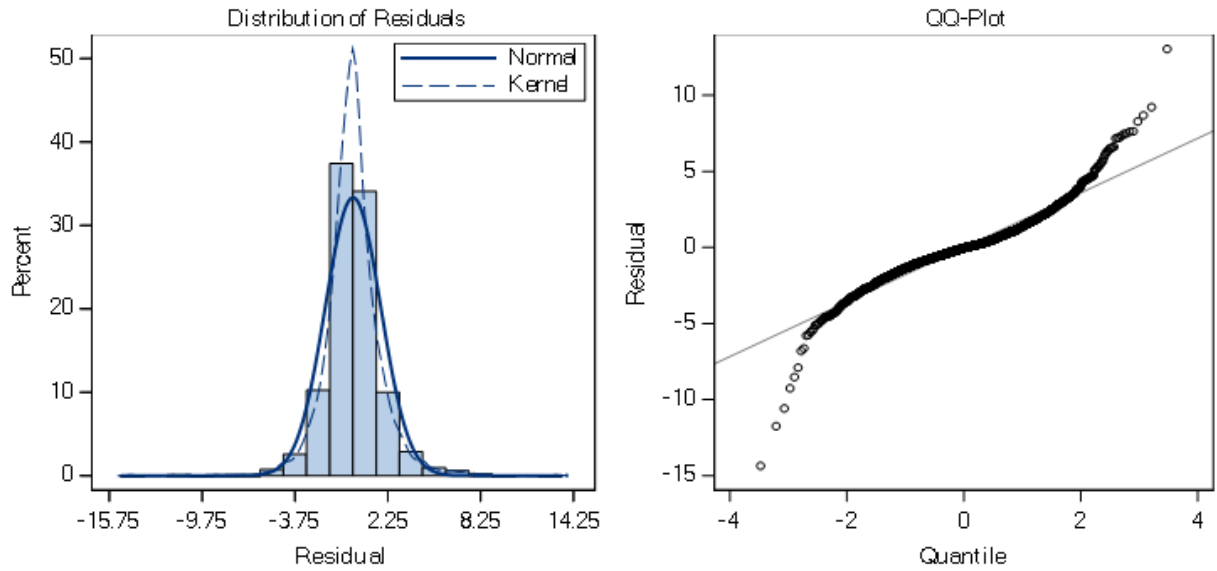 Distribution of Residuals
Percent
50
40
30
20
10
0
Normal
Kernel
-15.75 -9.75 -3.75 2.25 8.25 14.25
Residual
QQ-Plot
Residual
10
5
0
-5
-10
-15
-4 -2 0 2 4
Quantile